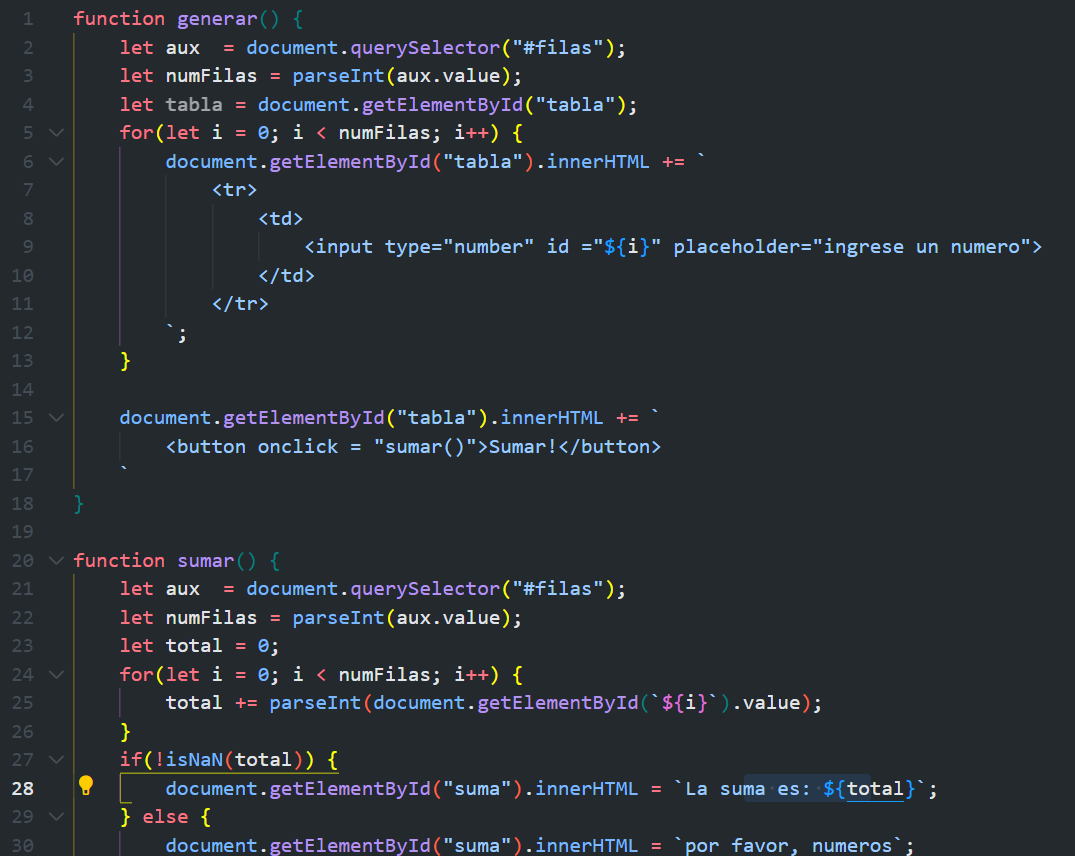 1 function generar() {
2 let aux  = document.querySelector("#filas");
3 let numFilas = parseInt(aux.value);
4 let tabla = document.getElementById("tabla");
5 for(let i = 0; i < numFilas; i++) {
6 document.getElementById("tabla").innerHTML += `
7 <tr>
8 <td>
9 <input type="number" id ="${i}" placeholder="ingrese un numero">
10 </td>
11 </tr>
12 `;
13 }
14
15 document.getElementById("tabla").innerHTML += `
16 <button onclick = "sumar()">Sumar!</button>
17 `
18 }
19
20 function sumar() {
21 let aux  = document.querySelector("#filas");
22 let numFilas = parseInt(aux.value);
23 let total = 0;
24 for(let i = 0; i < numFilas; i++) {
25 total += parseInt(document.getElementById(`${i}`).value);
26 }
27 if(!isNaN(total)) {
28 document.getElementById("suma").innerHTML = `La suma es: ${total}`;
29 } else {
30 document.getElementById("suma").innerHTML = `por favor, numeros`;